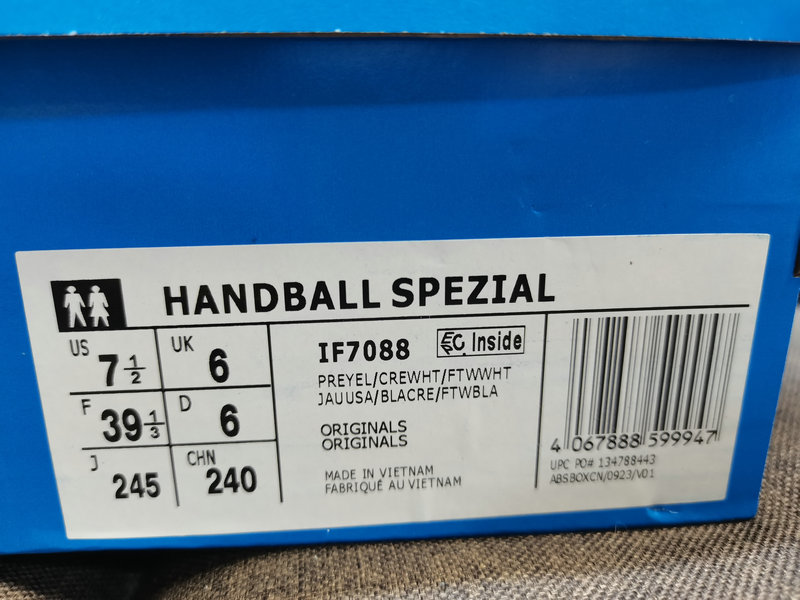 HANDBALL SPEZIAL
US 7 1/2 UK 6
F 39 1/3 D 6
J 245 CHN 240
IF7088 EC Inside
PREYEL/CREWHT/FTWWHT
JAUUSA/BLACRE/FTWBLA
ORIGINALS
ORIGINALS
MADE IN VIETNAM
FABRIQUÉ AU VIETNAM
4 067888 599947
UPC PO# 134788443
ABSBOXCN/0923/V01